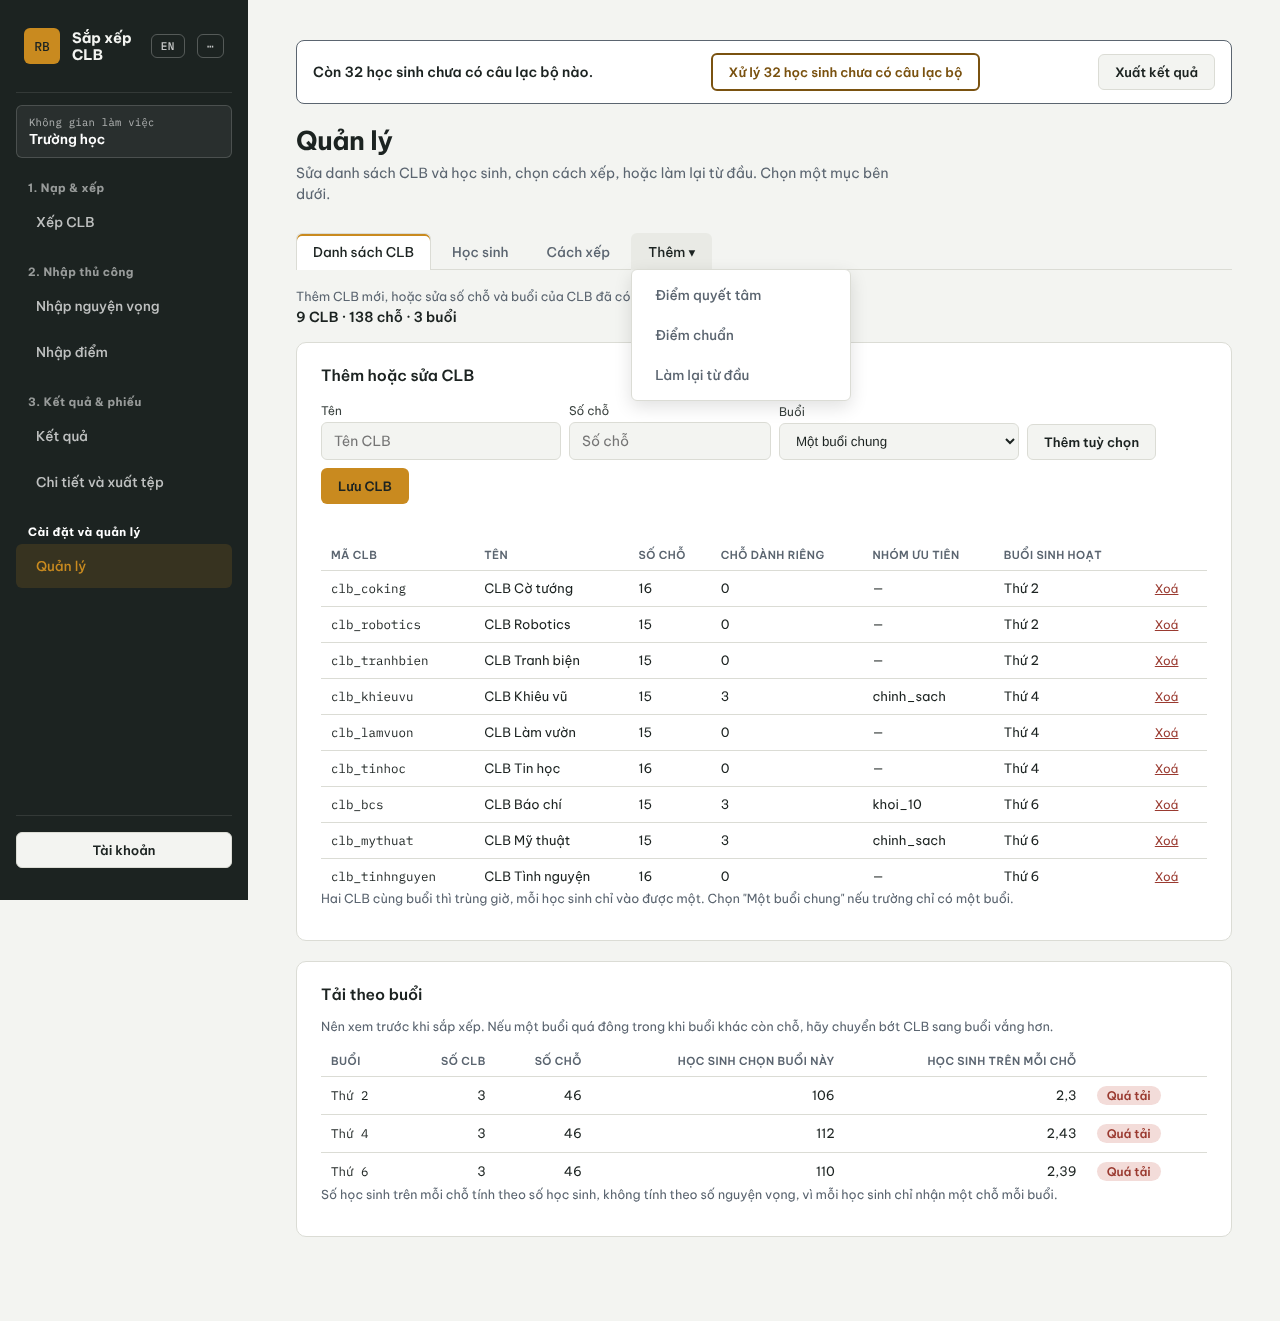 RB
Sắp xếp CLB
EN
…
Không gian làm việc
Trường học
1. Nạp & xếp
Xếp CLB
2. Nhập thủ công
Nhập nguyện vọng
Nhập điểm
3. Kết quả & phiếu
Kết quả
Chi tiết và xuất tệp
Cài đặt và quản lý
Quản lý
Tài khoản
Còn 32 học sinh chưa có câu lạc bộ nào.
Xử lý 32 học sinh chưa có câu lạc bộ
Xuất kết quả
Quản lý
Sửa danh sách CLB và học sinh, chọn cách xếp, hoặc làm lại từ đầu. Chọn một mục bên
dưới.
Danh sách CLB
Học sinh
Cách xếp
Thêm ▾
Điểm quyết tâm
Điểm chuẩn
Làm lại từ đầu
Thêm CLB mới, hoặc sửa số chỗ và buổi của CLB đã có
9 CLB · 138 chỗ · 3 buổi
Thêm hoặc sửa CLB
Tên
Số chỗ
Buổi
Tên CLB
Số chỗ
Một buổi chung
Thêm tuỳ chọn
Lưu CLB
MÃ CLB TÊN SỐ CHỖ CHỖ DÀNH RIÊNG NHÓM ƯU TIÊN BUỔI SINH HOẠT
clb_coking CLB Cờ tướng 16 0 — Thứ 2 Xoá
clb_robotics CLB Robotics 15 0 — Thứ 2 Xoá
clb_tranhbien CLB Tranh biện 15 0 — Thứ 2 Xoá
clb_khieuvu CLB Khiêu vũ 15 3 chinh_sach Thứ 4 Xoá
clb_lamvuon CLB Làm vườn 15 0 — Thứ 4 Xoá
clb_tinhoc CLB Tin học 16 0 — Thứ 4 Xoá
clb_bcs CLB Báo chí 15 3 khoi_10 Thứ 6 Xoá
clb_mythuat CLB Mỹ thuật 15 3 chinh_sach Thứ 6 Xoá
clb_tinhnguyen CLB Tình nguyện 16 0 — Thứ 6 Xoá
Hai CLB cùng buổi thì trùng giờ, mỗi học sinh chỉ vào được một. Chọn "Một buổi chung" nếu trường chỉ có một buổi.
Tải theo buổi
Nên xem trước khi sắp xếp. Nếu một buổi quá đông trong khi buổi khác còn chỗ, hãy chuyển bớt CLB sang buổi vắng hơn.
BUỔI SỐ CLB SỐ CHỖ HỌC SINH CHỌN BUỔI NÀY HỌC SINH TRÊN MỖI CHỖ
Thứ 2 3 46 106 2,3 Quá tải
Thứ 4 3 46 112 2,43 Quá tải
Thứ 6 3 46 110 2,39 Quá tải
Số học sinh trên mỗi chỗ tính theo số học sinh, không tính theo số nguyện vọng, vì mỗi học sinh chỉ nhận một chỗ mỗi buổi.